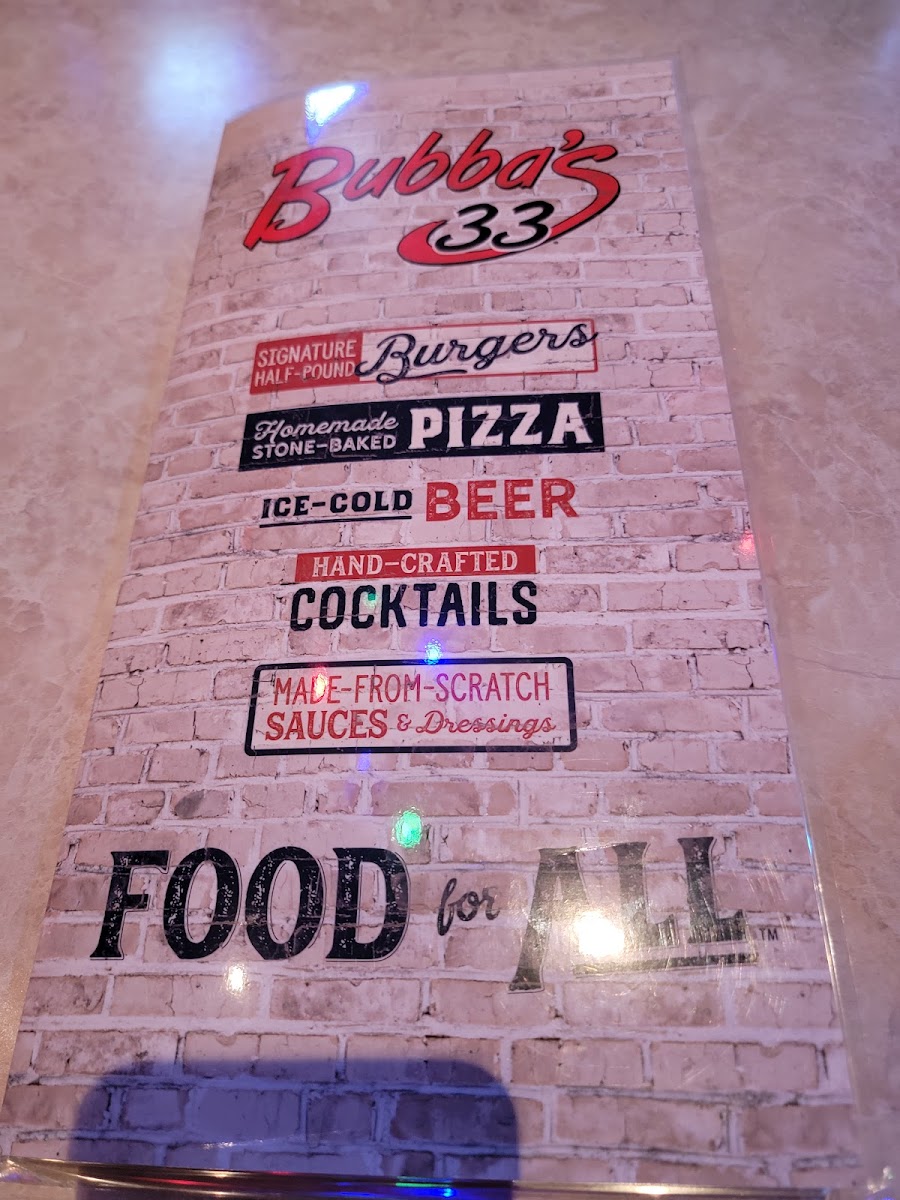 Bubba's
33
SIGNATURE
HALF-POUND Burgers
Homemade
STONE-BAKED PIZZA
ICE-COLD BEER
HAND-CRAFTED
COCKTAILS
MADE-FROM-SCRATCH
SAUCES & Dressings
FOOD for ALL ™